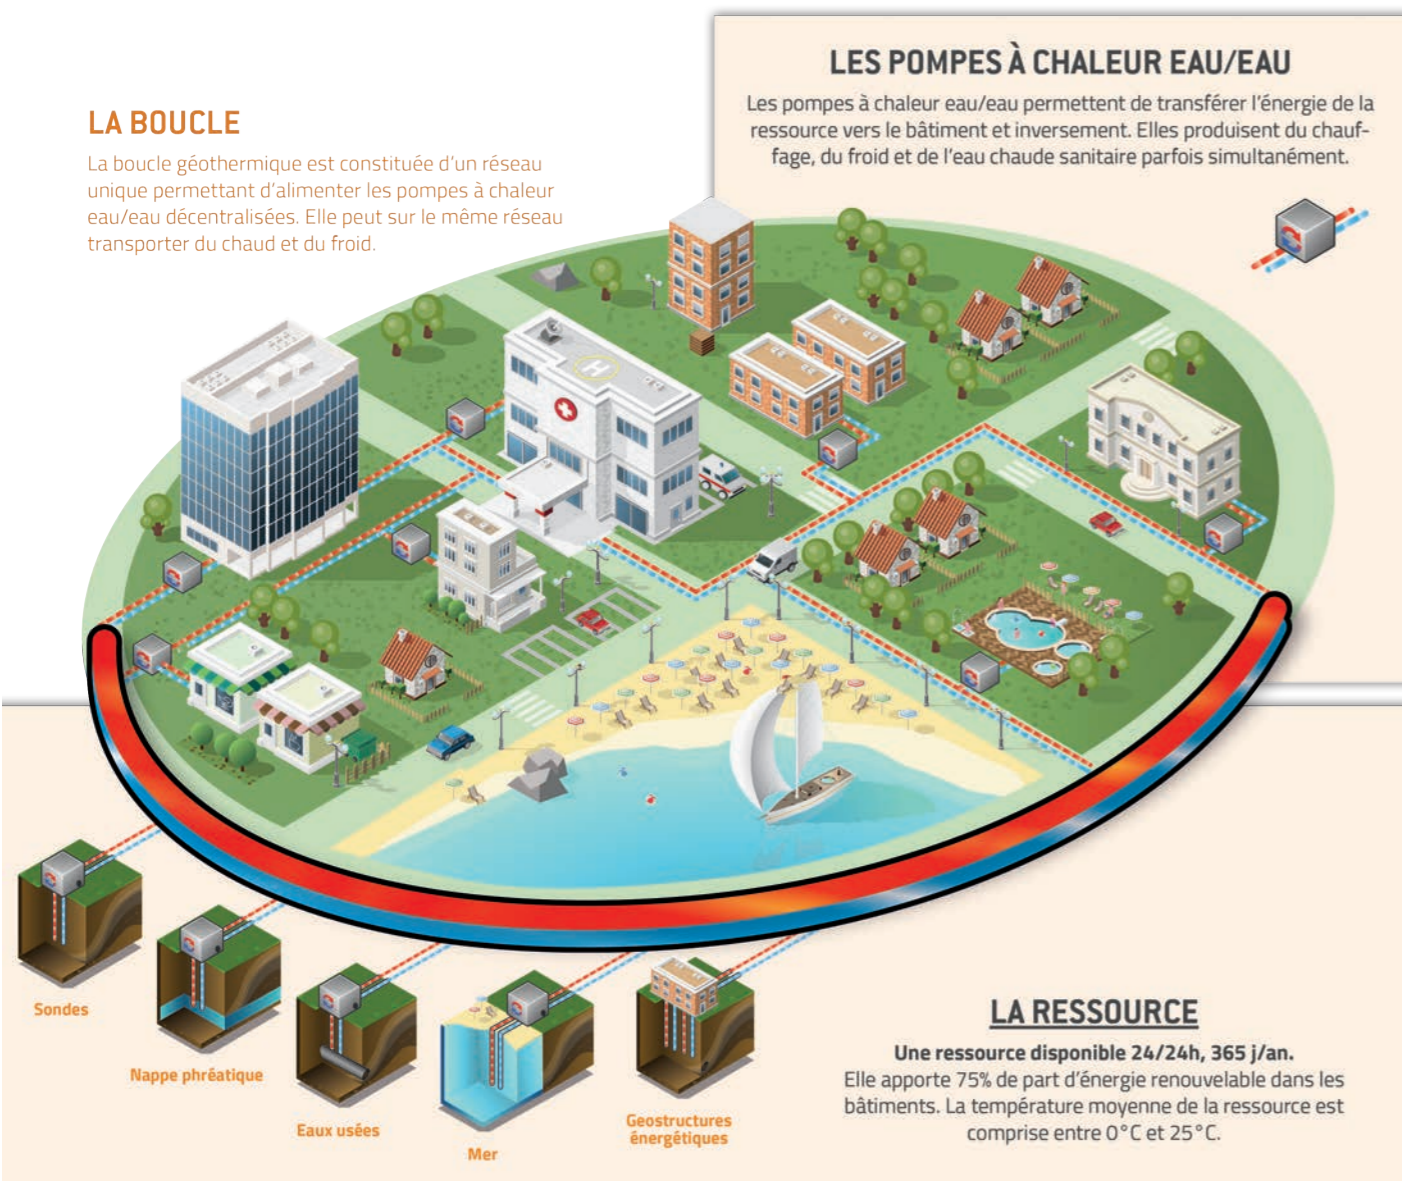 LES POMPES À CHALEUR EAU/EAU
Les pompes à chaleur eau/eau permettent de transférer l'énergie de la
ressource vers le bâtiment et inversement. Elles produisent du chauf-
fage, du froid et de l'eau chaude sanitaire parfois simultanément.
LA BOUCLE
La boucle géothermique est constituée d'un réseau
unique permettant d'alimenter les pompes à chaleur
eau/eau décentralisées. Elle peut sur le même réseau
transporter du chaud et du froid.
H
Sondes
Nappe phréatique
Eaux usées
Mer
Geostructures
énergétiques
LA RESSOURCE
Une ressource disponible 24/24h, 365 j/an.
Elle apporte 75% de part d'énergie renouvelable dans les
bâtiments. La température moyenne de la ressource est
comprise entre 0°C et 25°C.